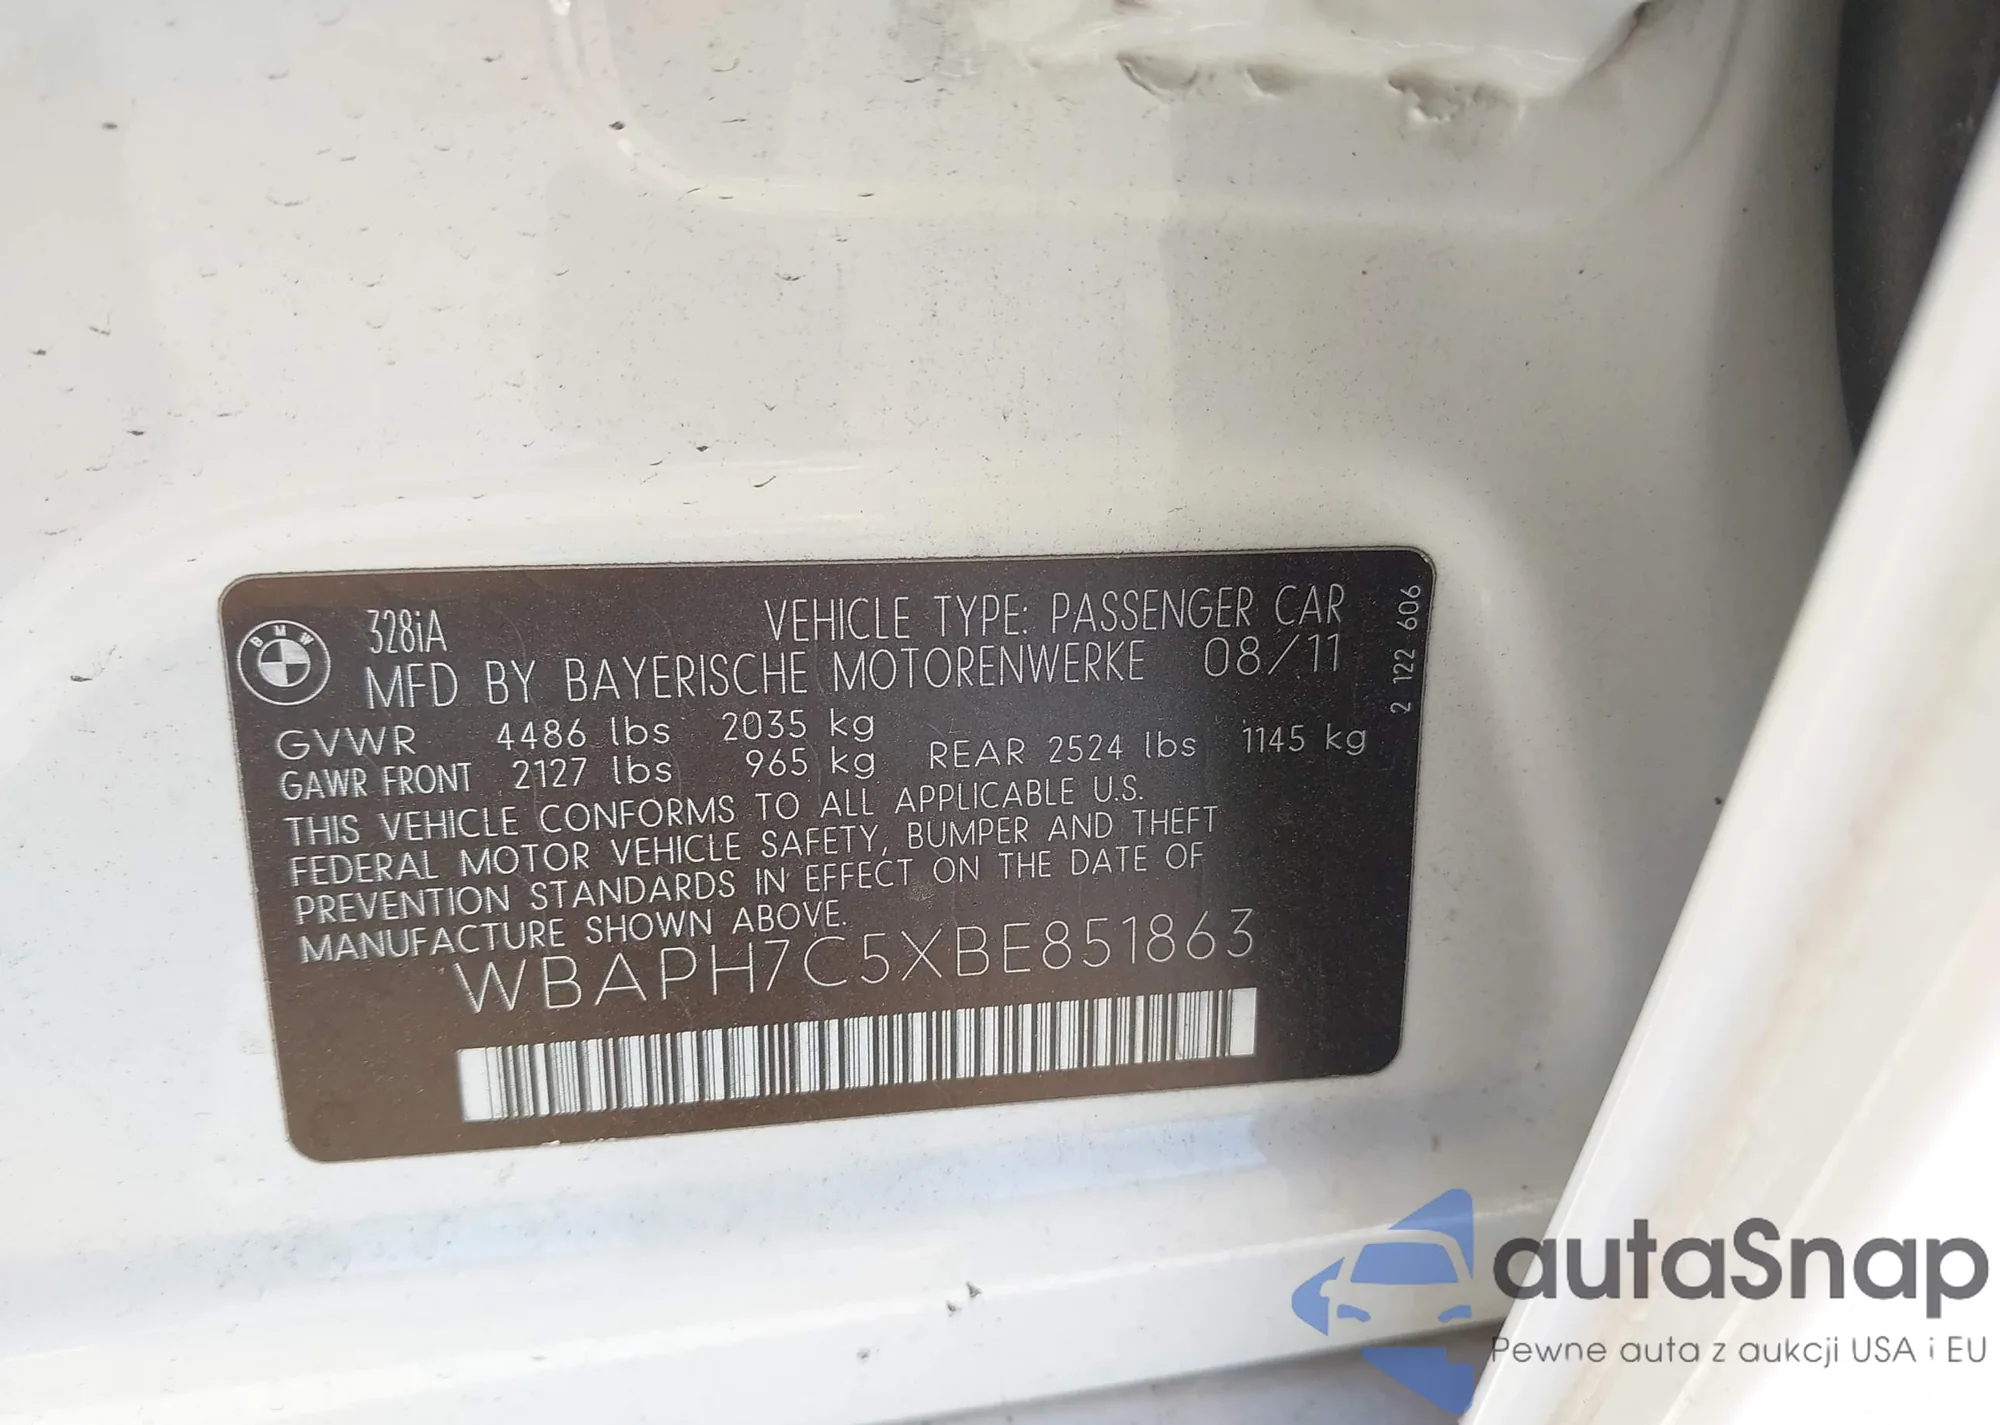 BMW
328iA
VEHICLE TYPE: PASSENGER CAR
MFD BY BAYERISCHE MOTORENWERKE 08/11
GVWR 4486 lbs 2035 kg
GAWR FRONT 2127 lbs 965 kg REAR 2524 lbs 1145 kg
THIS VEHICLE CONFORMS TO ALL APPLICABLE U.S.
FEDERAL MOTOR VEHICLE SAFETY, BUMPER AND THEFT
PREVENTION STANDARDS IN EFFECT ON THE DATE OF
MANUFACTURE SHOWN ABOVE.
WBAPH7C5XBE851863
2 122 606
autaSnap
Pewne auta z aukcji USA i EU